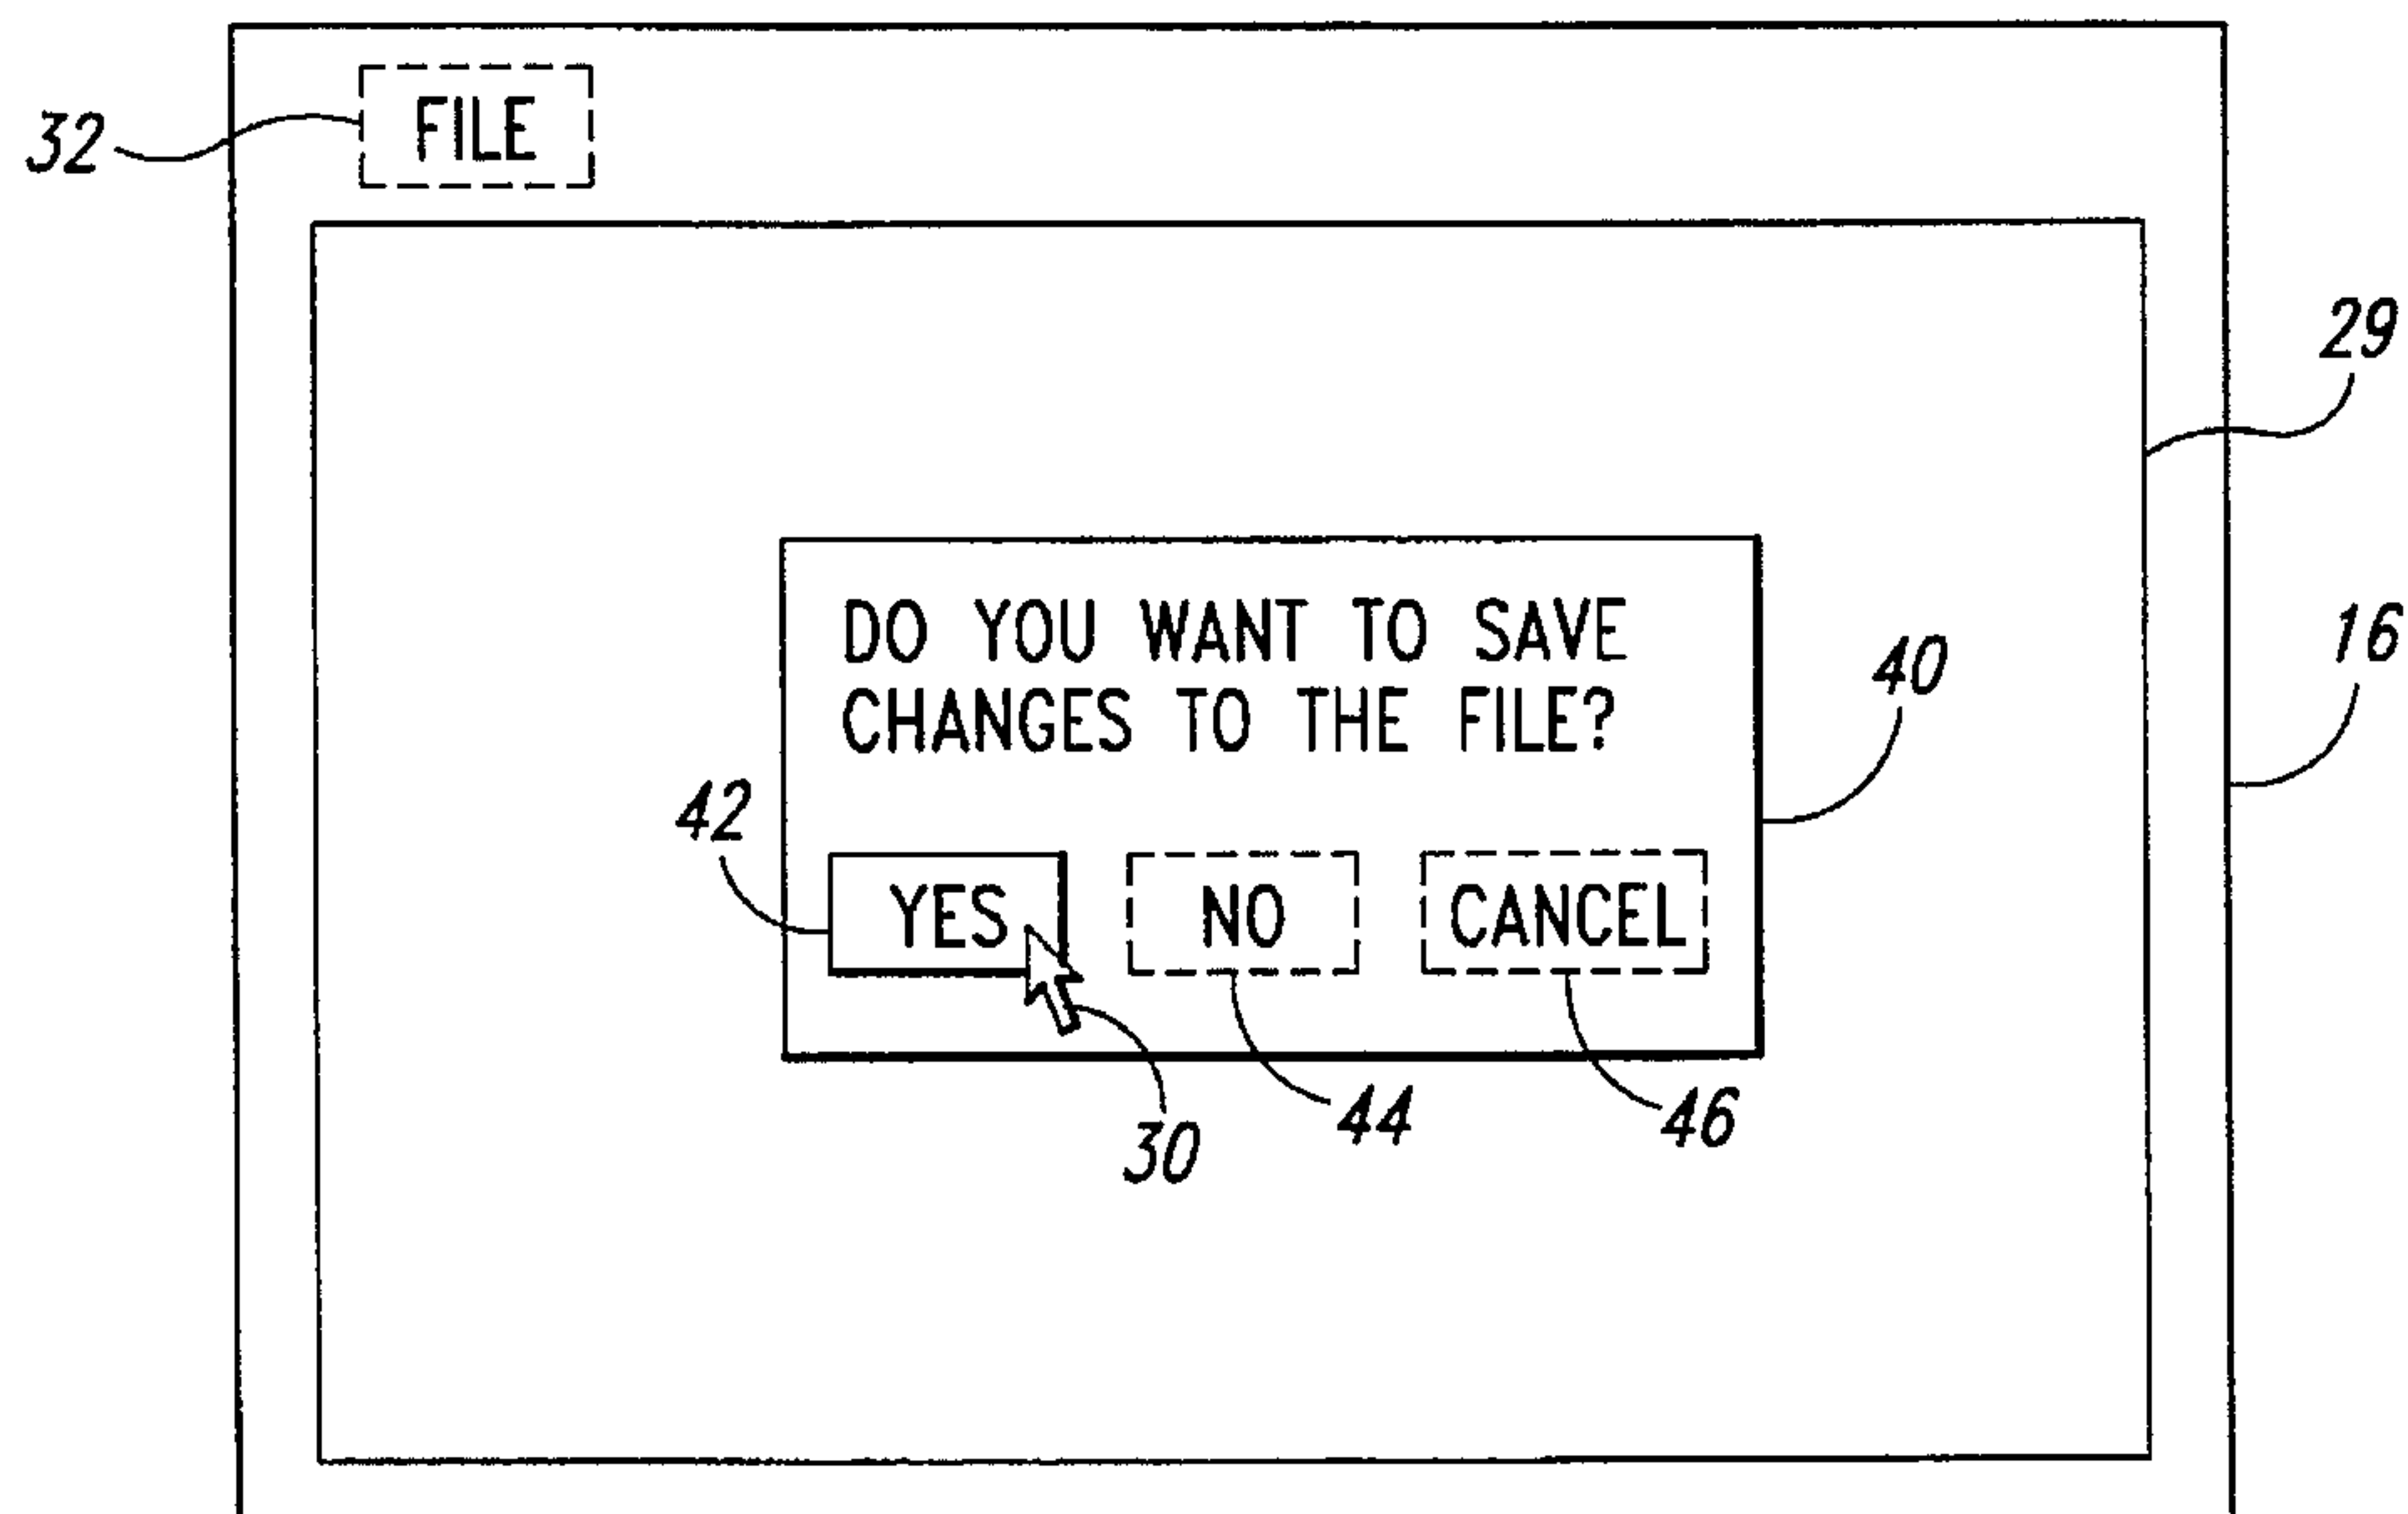 32
FILE
29
16
DO YOU WANT TO SAVE
CHANGES TO THE FILE?
40
42
YES NO CANCEL
30
44
46